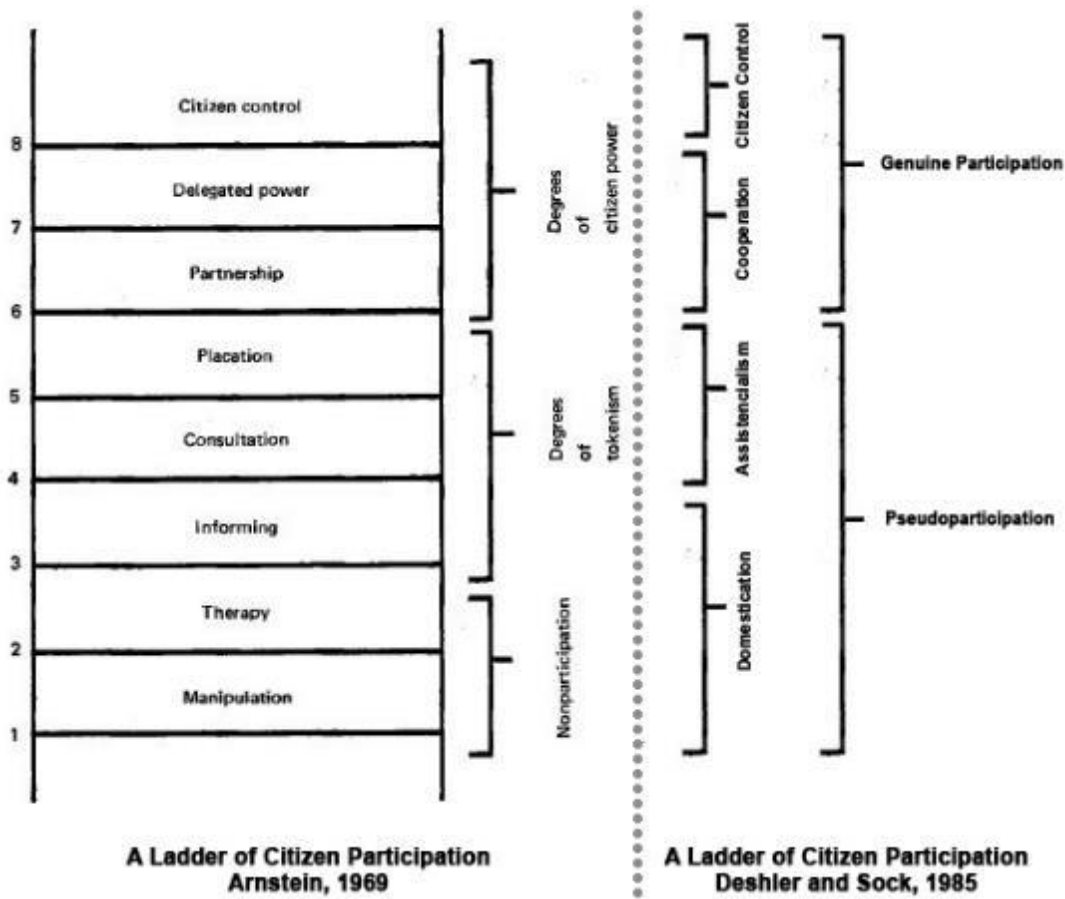 8
Citizen control
7
Delegated power
6
Partnership
5
Placation
4
Consultation
3
Informing
2
Therapy
1
Manipulation
Degrees
of
citizen power
Degrees
of
tokenism
Nonparticipation
A Ladder of Citizen Participation
Arnstein, 1969
Citizen Control
Cooperation
Assistencialism
Domestication
Genuine Participation
Pseudoparticipation
A Ladder of Citizen Participation
Deshler and Sock, 1985